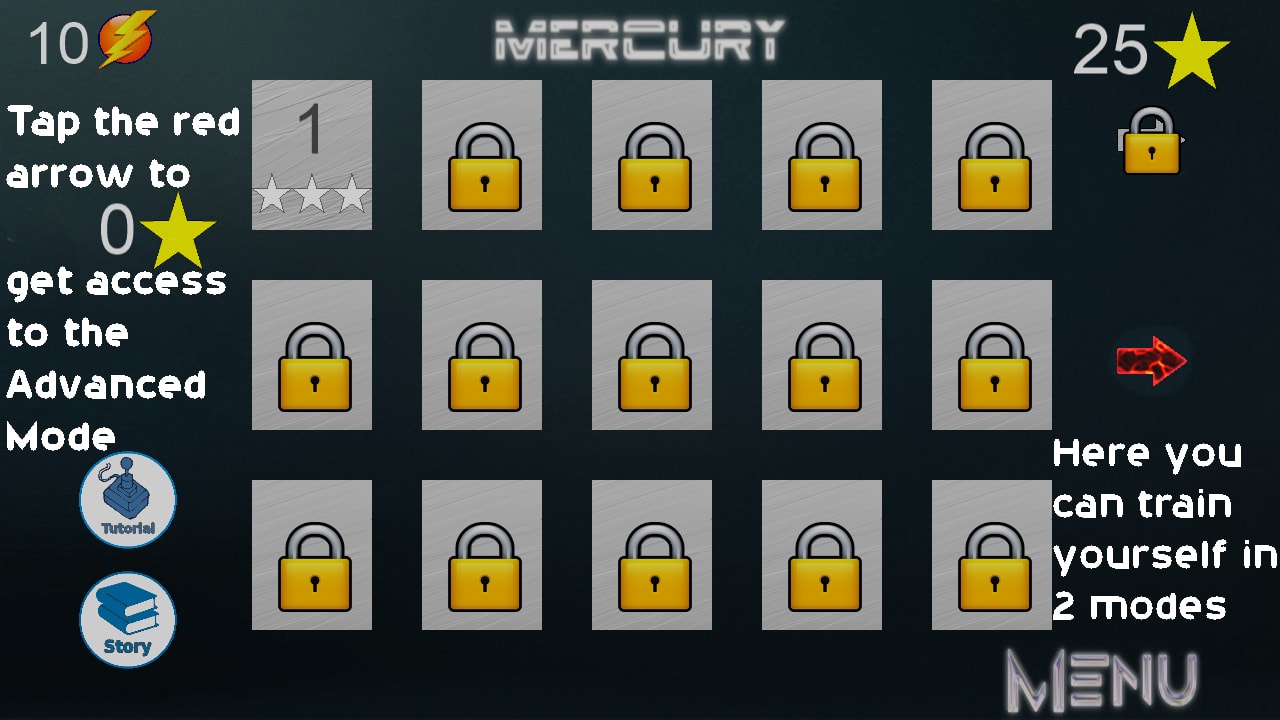 10
MERCURY
25
Tap the red
arrow to
0
get access
to the
Advanced
Mode
1
Tutorial
Story
Here you
can train
yourself in
2 modes
MENU